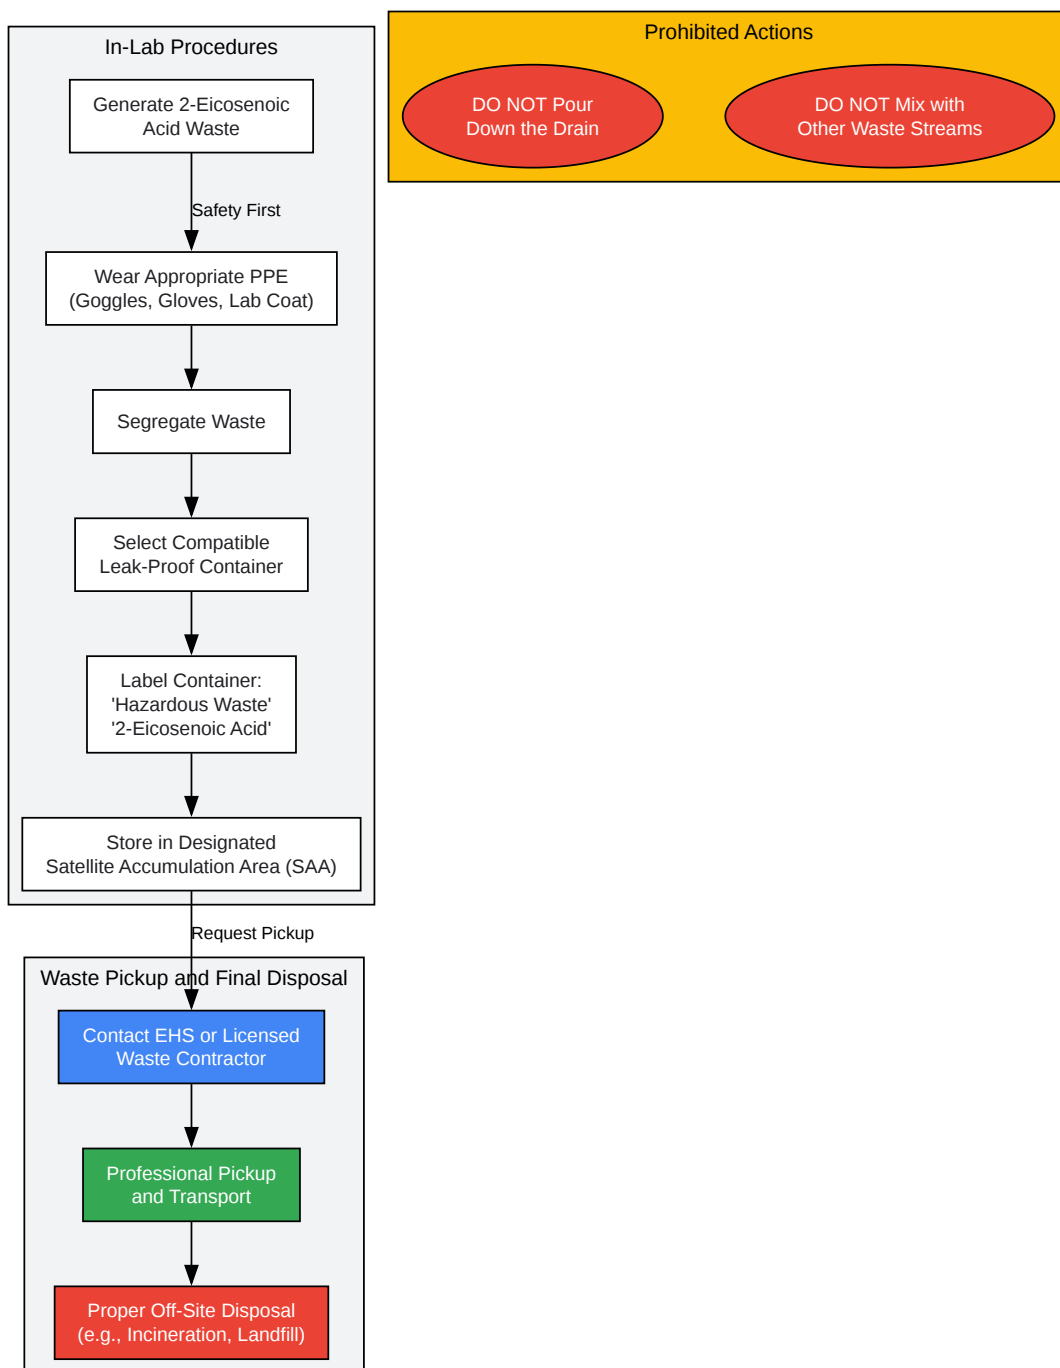 In-Lab Procedures
Generate 2-Eicosenoic
Acid Waste
Safety First
Wear Appropriate PPE
(Goggles, Gloves, Lab Coat)
Segregate Waste
Select Compatible
Leak-Proof Container
Label Container:
'Hazardous Waste'
'2-Eicosenoic Acid'
Store in Designated
Satellite Accumulation Area (SAA)
Request Pickup
Waste Pickup and Final Disposal
Contact EHS or Licensed
Waste Contractor
Professional Pickup
and Transport
Proper Off-Site Disposal
(e.g., Incineration, Landfill)
Prohibited Actions
DO NOT Pour
Down the Drain
DO NOT Mix with
Other Waste Streams